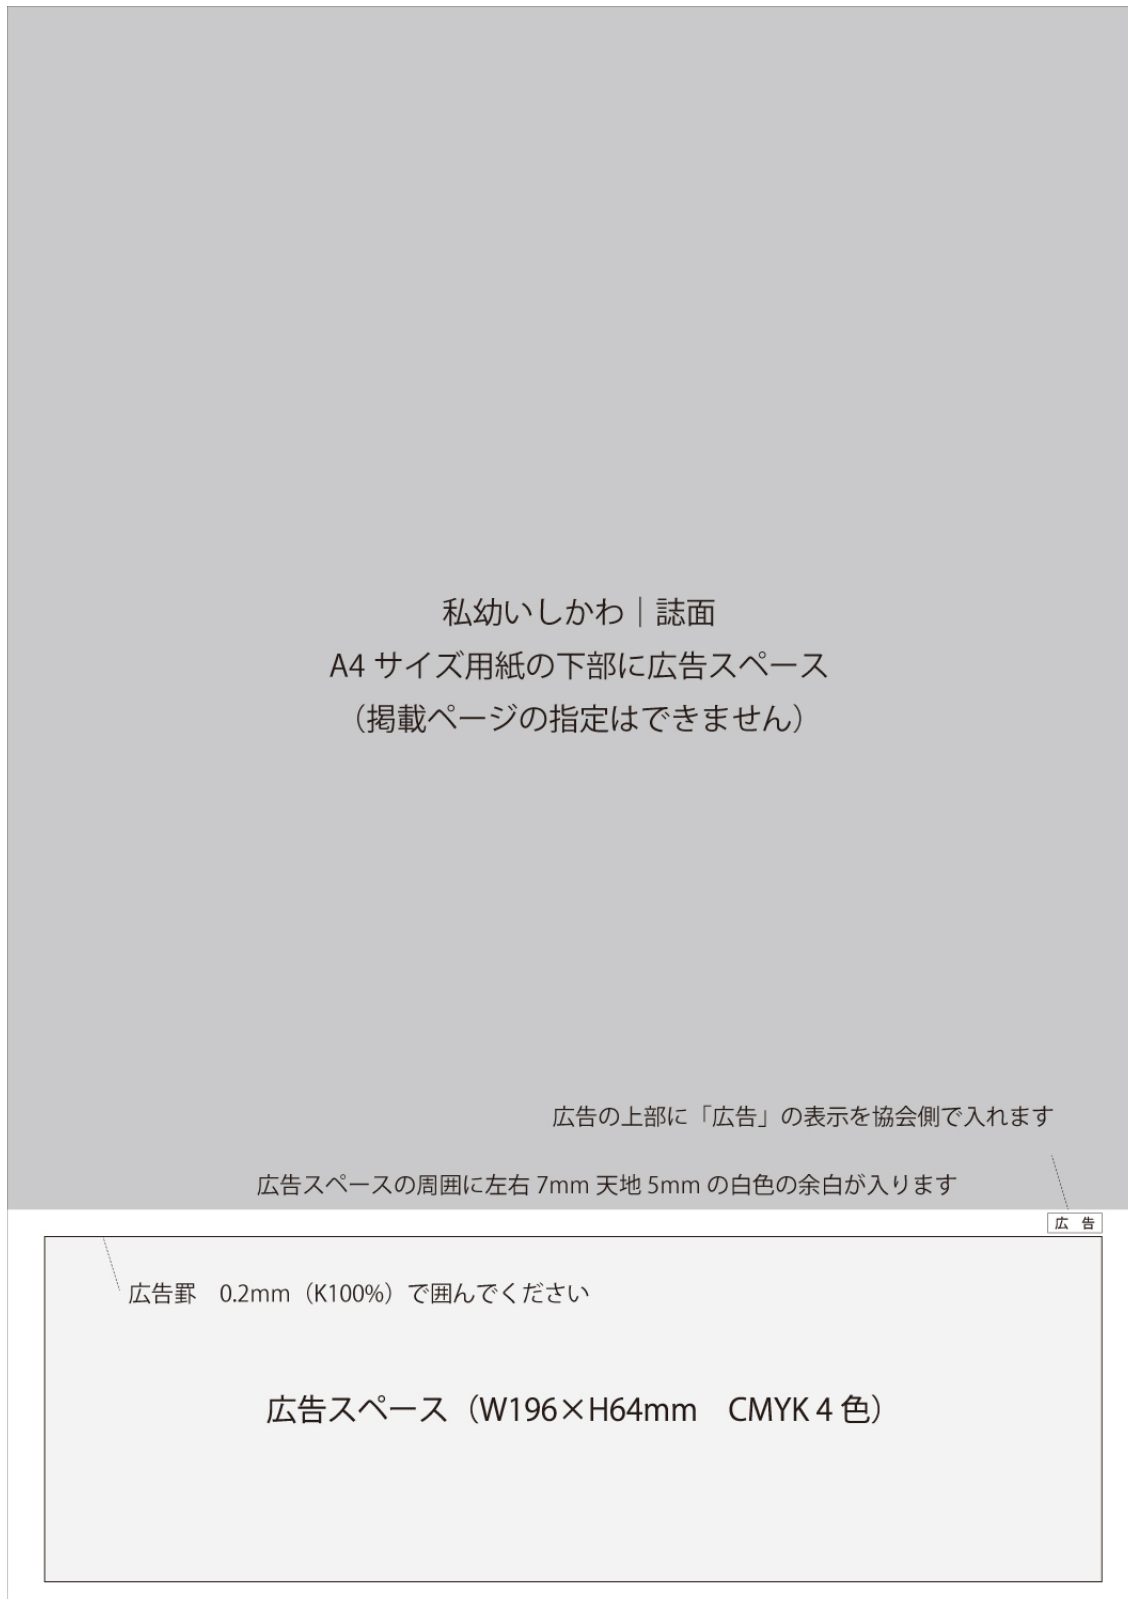 私幼いしかわ｜誌面
A4 サイズ用紙の下部に広告スペース
（掲載ページの指定はできません）
広告の上部に「広告」の表示を協会側で入れます
広告スペースの周囲に左右 7mm 天地 5mm の白色の余白が入ります
広　告
広告罫　0.2mm（K100%）で囲んでください
広告スペース（W196×H64mm　CMYK 4 色）